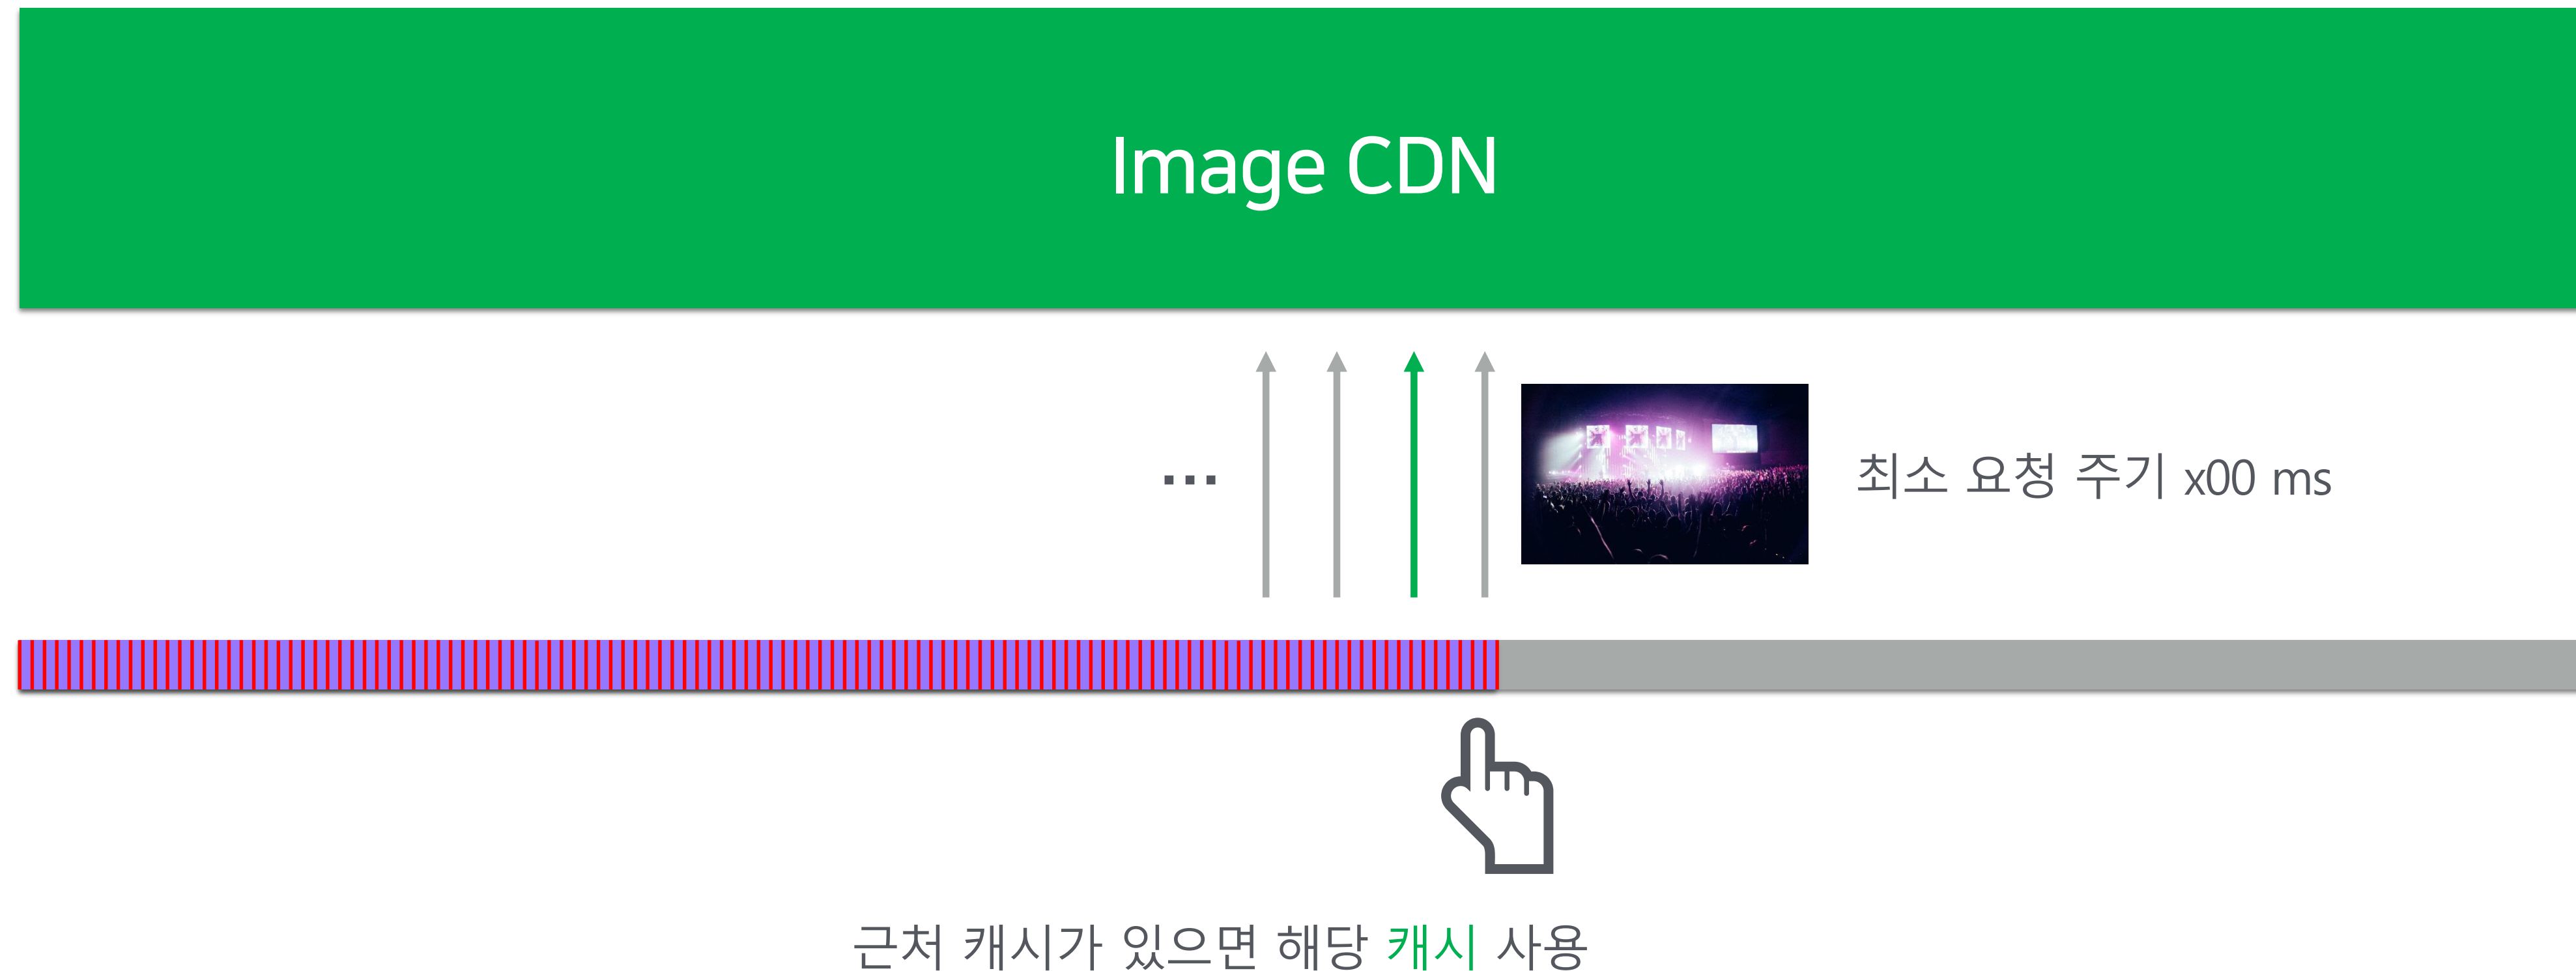 Image CDN
...
최소 요청 주기 x00 ms
근처 캐시가 있으면 해당 캐시 사용